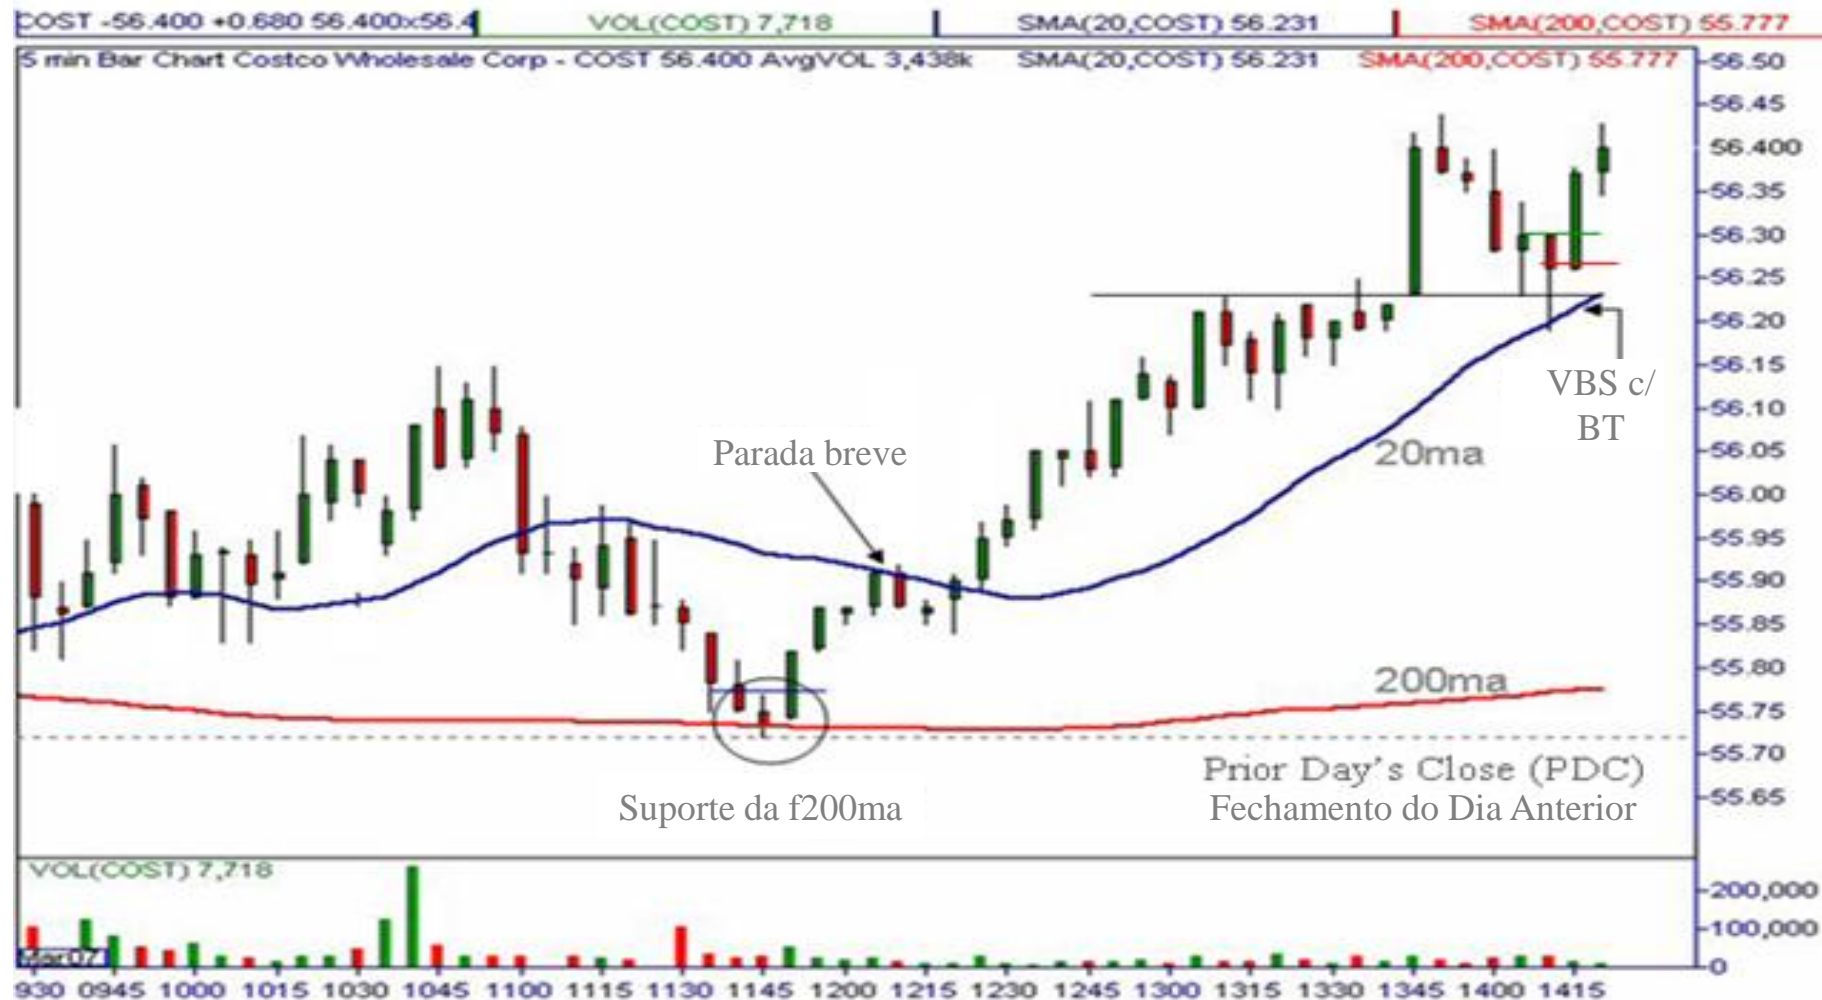 COST -56.400 +0.680 56.400x56.4
VOL(COST) 7,718
SMA(20,COST) 56.231
SMA(200,COST) 55.777
5 min Bar Chart Costco Wholesale Corp - COST 56.400 AvgVOL 3,438k
SMA(20,COST) 56.231
SMA(200,COST) 55.777
56.50
56.45
56.400
56.35
56.30
56.25
56.20
56.15
56.10
56.05
56.00
55.95
55.90
55.85
55.80
55.75
55.70
55.65
VBS c/
BT
Parada breve
20ma
200ma
Suporte da f200ma
Prior Day's Close (PDC)
Fechamento do Dia Anterior
VOL(COST) 7,718
200,000
100,000
0
Mar07
930 0945 1000 1015 1030 1045 1100 1115 1130 1145 1200 1215 1230 1245 1300 1315 1330 1345 1400 1415